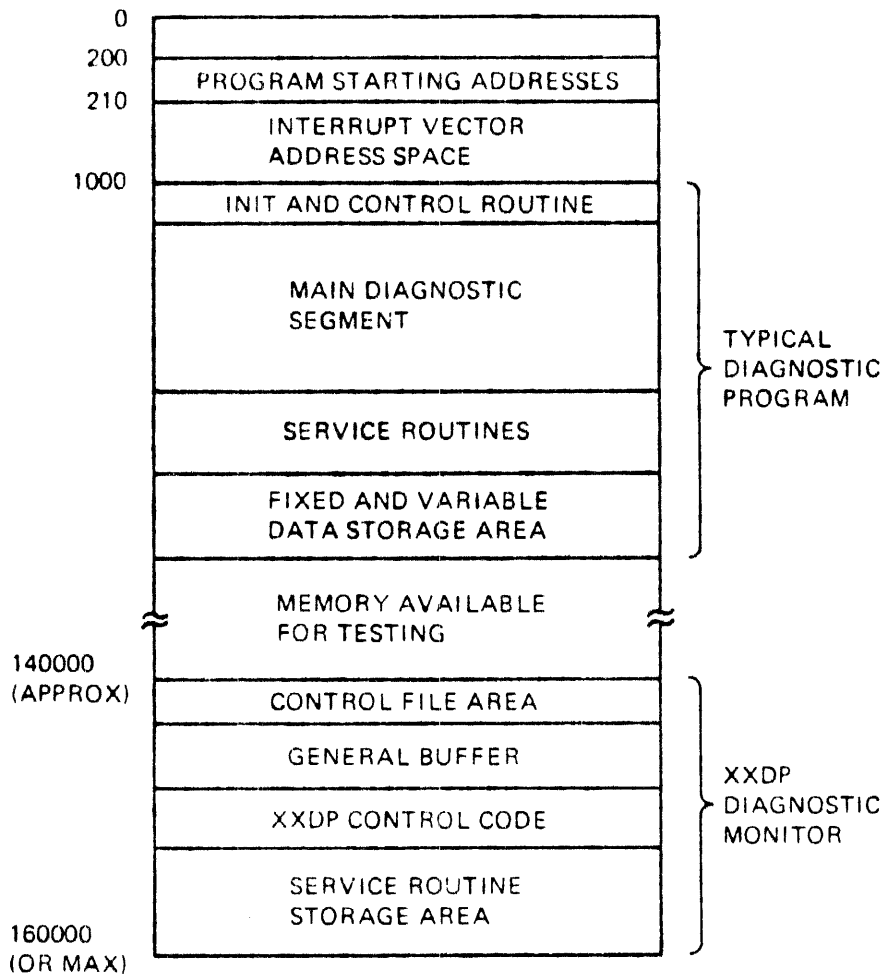 0
200
PROGRAM STARTING ADDRESSES
210
INTERRUPT VECTOR
ADDRESS SPACE
1000
INIT AND CONTROL ROUTINE
MAIN DIAGNOSTIC
SEGMENT
TYPICAL
DIAGNOSTIC
PROGRAM
SERVICE ROUTINES
FIXED AND VARIABLE
DATA STORAGE AREA
MEMORY AVAILABLE
FOR TESTING
140000
(APPROX)
CONTROL FILE AREA
GENERAL BUFFER
XXDP
DIAGNOSTIC
MONITOR
XXDP CONTROL CODE
SERVICE ROUTINE
STORAGE AREA
160000
(OR MAX)